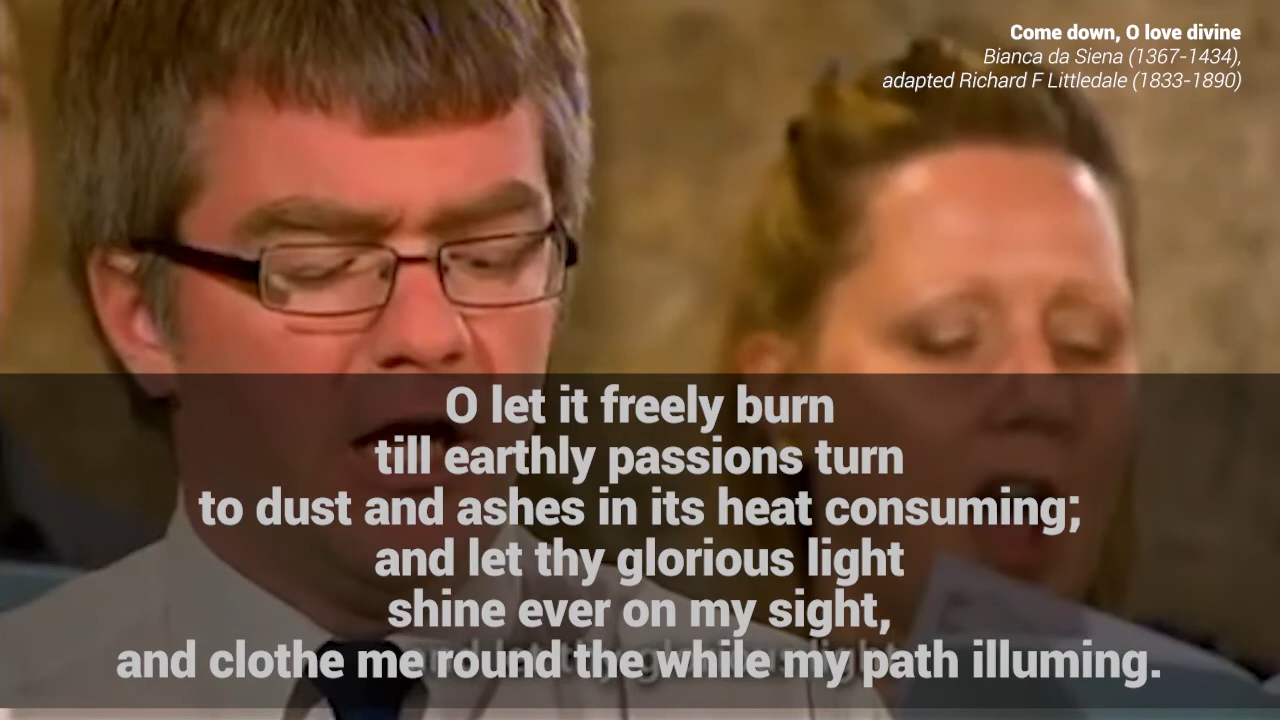 Come down, O love divine
Bianca da Siena (1367-1434),
adapted Richard F Littledale (1833-1890)
O let it freely burn
till earthly passions turn
to dust and ashes in its heat consuming;
and let thy glorious light
shine ever on my sight,
and clothe me round the while my path illuming.